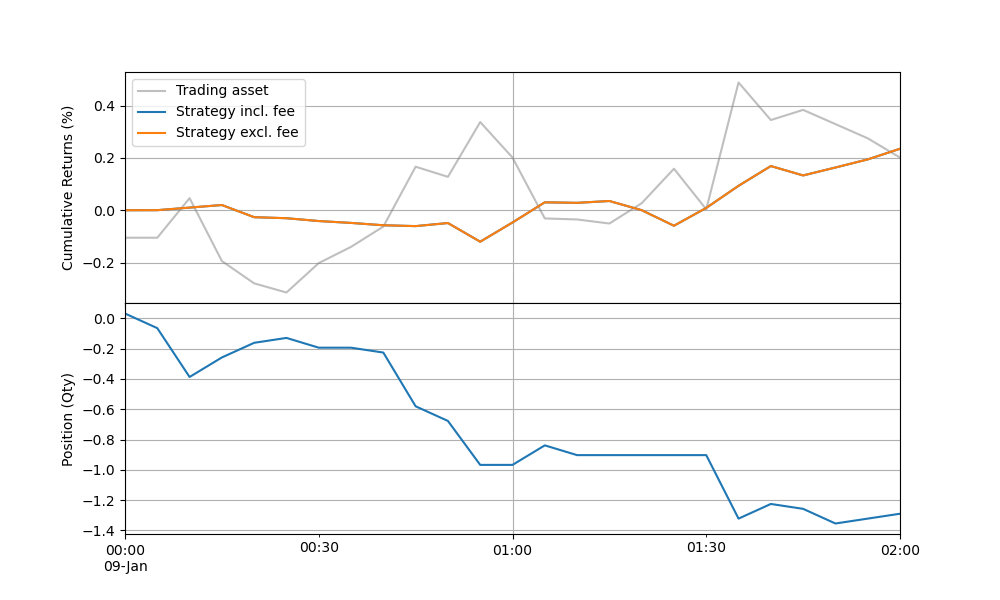 Cumulative Returns (%)
0.4
0.2
0.0
−0.2
Trading asset
Strategy incl. fee
Strategy excl. fee
Position (Qty)
0.0
−0.2
−0.4
−0.6
−0.8
−1.0
−1.2
−1.4
00:00 00:30 01:00 01:30 02:00
09-Jan